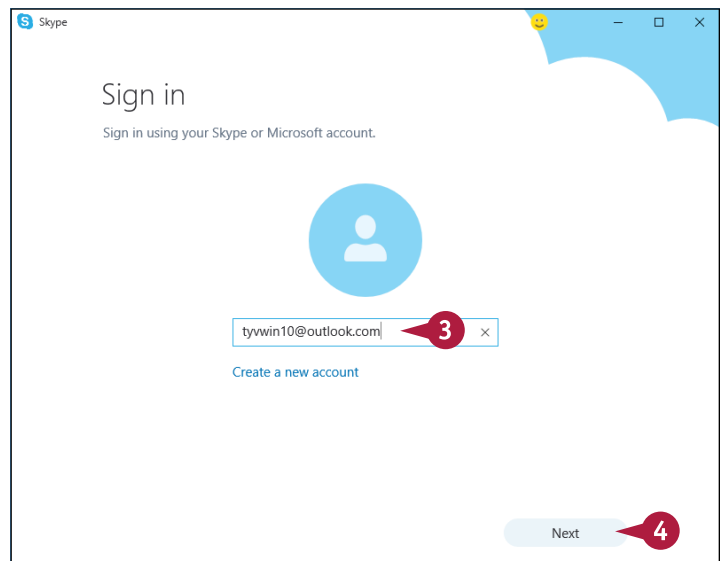 Skype
Sign in
Sign in using your Skype or Microsoft account.
tyvwin10@outlook.com
3
Create a new account
Next
4